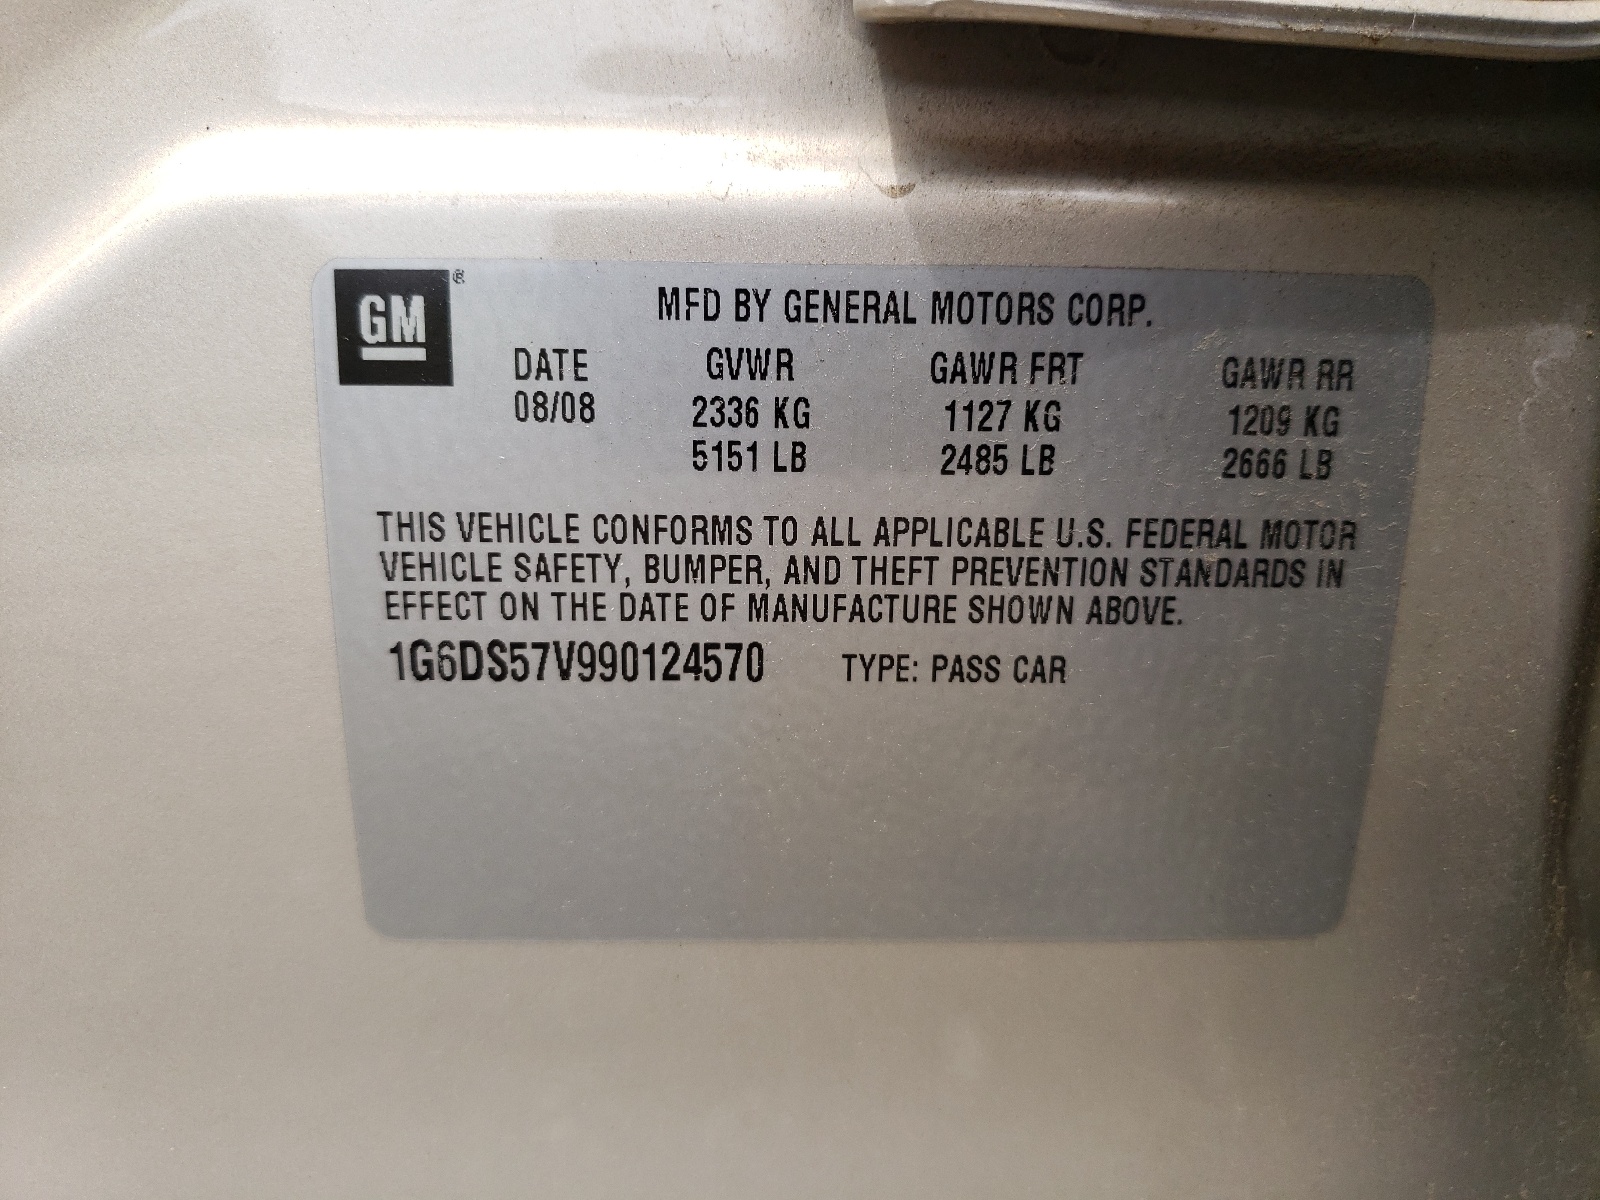 GM ®
MFD BY GENERAL MOTORS CORP.
DATE GVWR GAWR FRT GAWR RR
08/08 2336 KG 1127 KG 1209 KG
5151 LB 2485 LB 2666 LB
THIS VEHICLE CONFORMS TO ALL APPLICABLE U.S. FEDERAL MOTOR
VEHICLE SAFETY, BUMPER, AND THEFT PREVENTION STANDARDS IN
EFFECT ON THE DATE OF MANUFACTURE SHOWN ABOVE.
1G6DS57V990124570 TYPE: PASS CAR